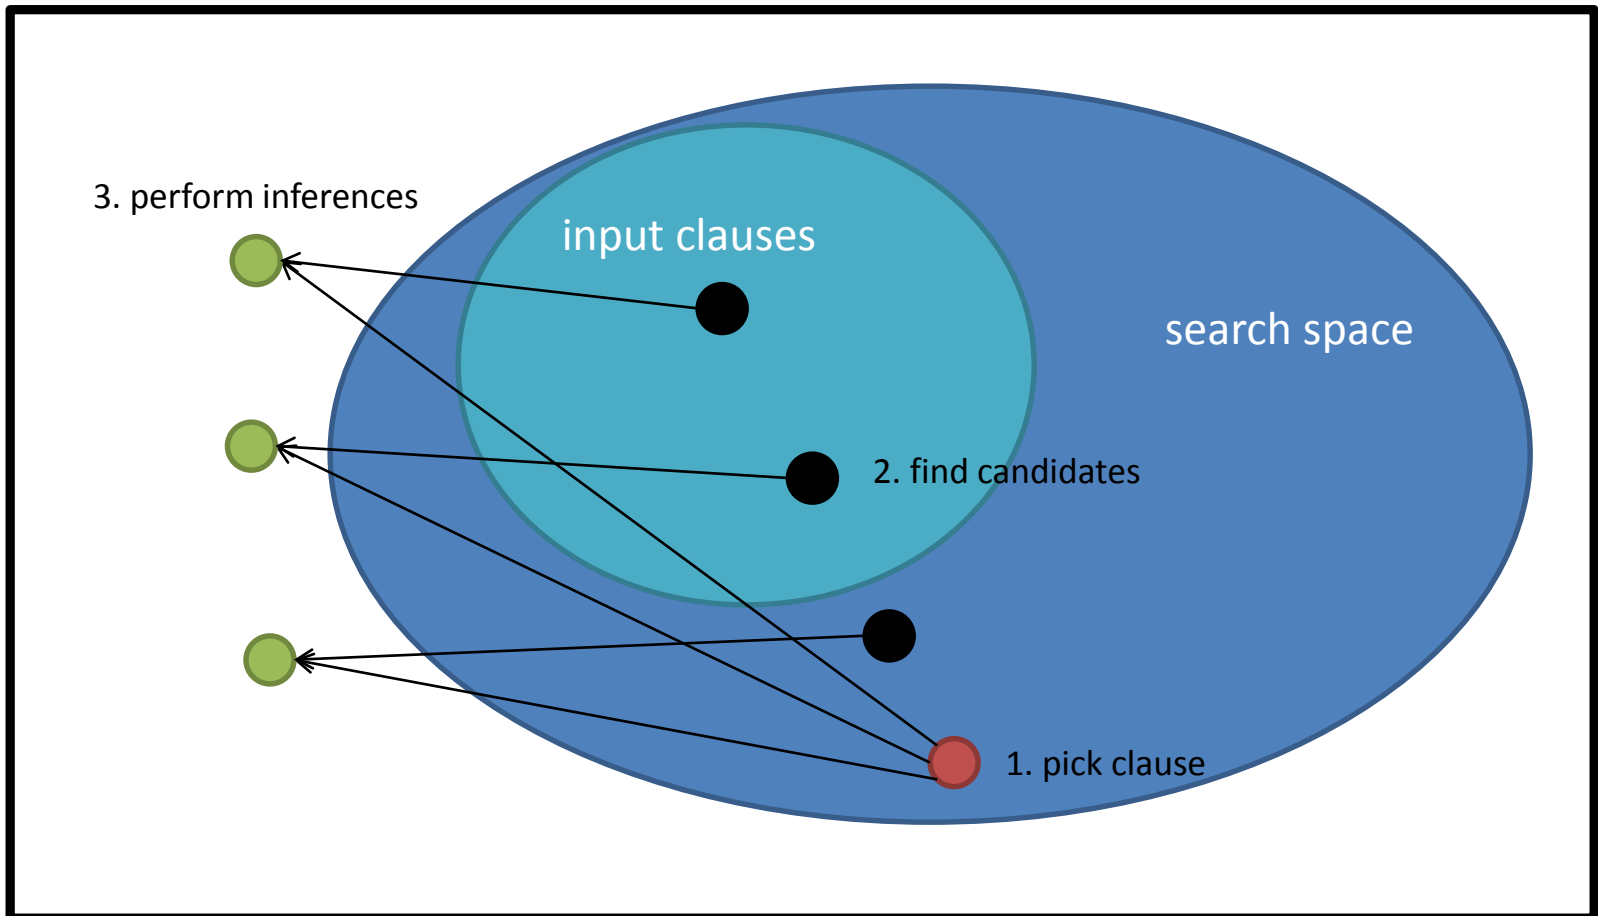 3. perform inferences
input clauses
search space
2. find candidates
1. pick clause